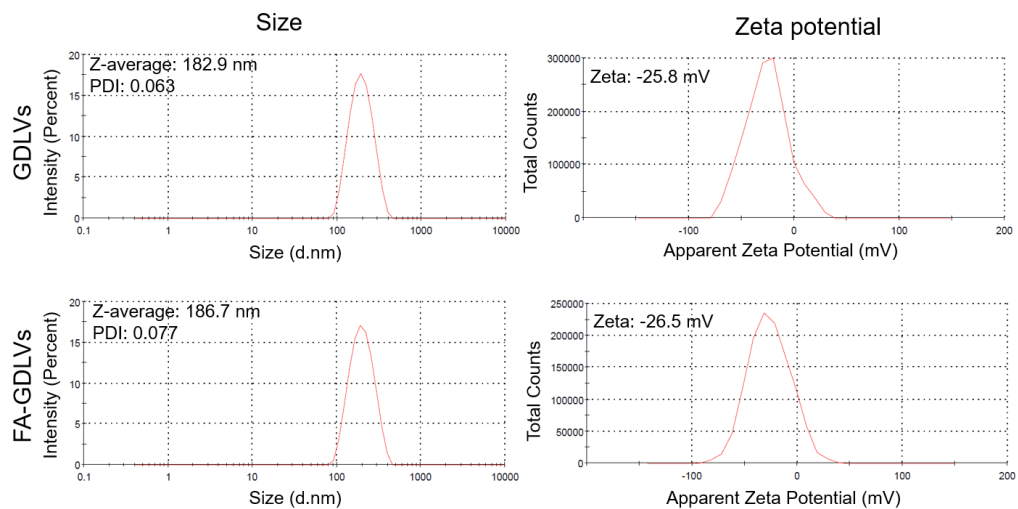 Size
Zeta potential
GDLVs
Intensity (Percent)
20
15
10
5
0
Z-average: 182.9 nm
PDI: 0.063
0.1 1 10 100 1000 10000
Size (d.nm)
Total Counts
300000
200000
100000
0
Zeta: -25.8 mV
-100 0 100 200
Apparent Zeta Potential (mV)
FA-GDLVs
Intensity (Percent)
20
15
10
5
0
Z-average: 186.7 nm
PDI: 0.077
0.1 1 10 100 1000 10000
Size (d.nm)
Total Counts
250000
200000
150000
100000
50000
0
Zeta: -26.5 mV
-100 0 100 200
Apparent Zeta Potential (mV)